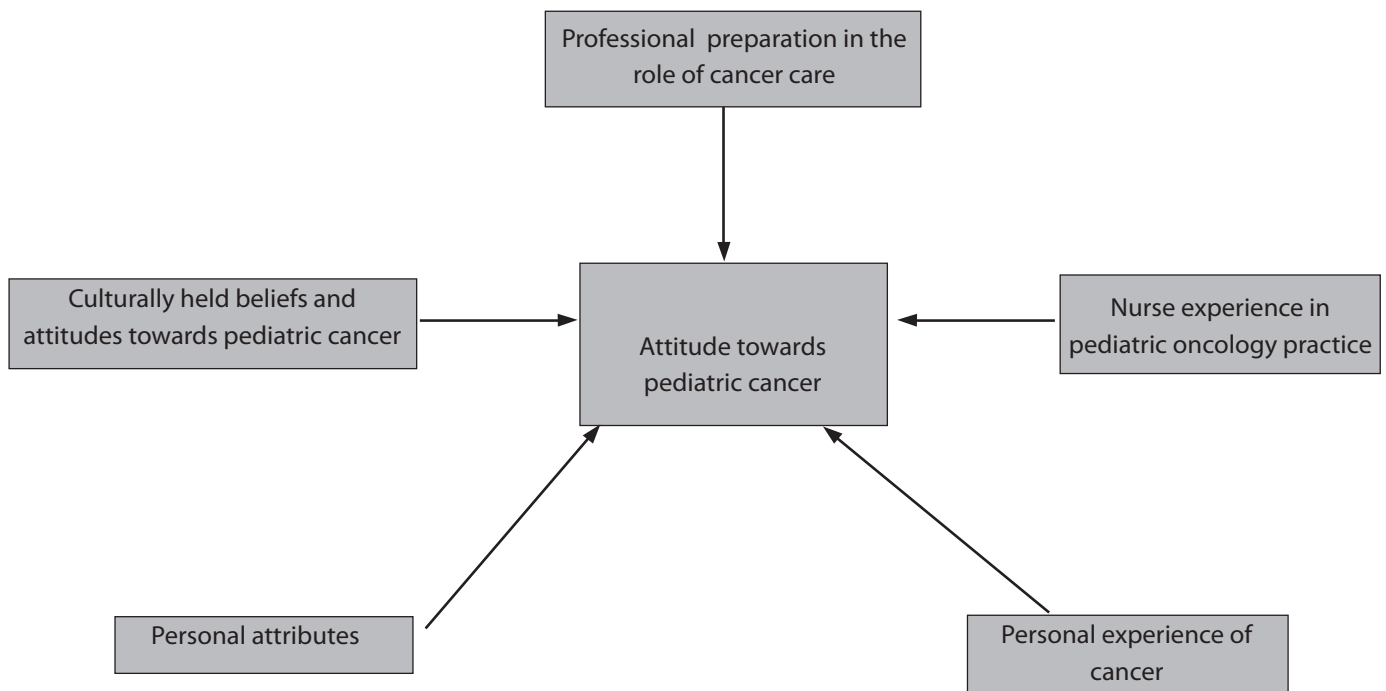 Professional preparation in the
role of cancer care
Culturally held beliefs and
attitudes towards pediatric cancer
Attitude towards
pediatric cancer
Nurse experience in
pediatric oncology practice
Personal attributes
Personal experience of
cancer